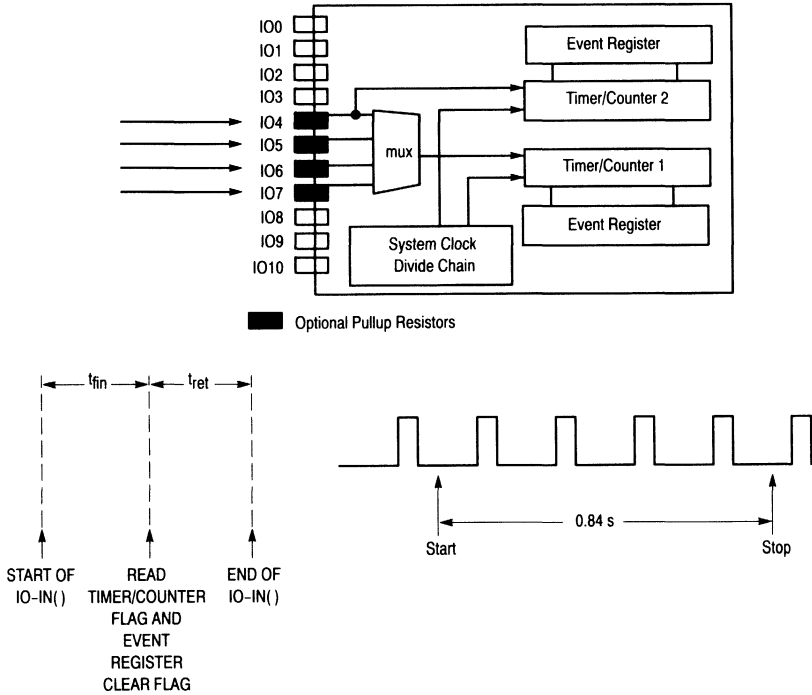 IO0
IO1
IO2
IO3
IO4
IO5
IO6
IO7
IO8
IO9
IO10
mux
Event Register
Timer/Counter 2
Timer/Counter 1
Event Register
System Clock
Divide Chain
Optional Pullup Resistors
tfin
tret
START OF
IO-IN( )
READ
TIMER/COUNTER
FLAG AND
EVENT
REGISTER
CLEAR FLAG
END OF
IO-IN( )
0.84 s
Start
Stop